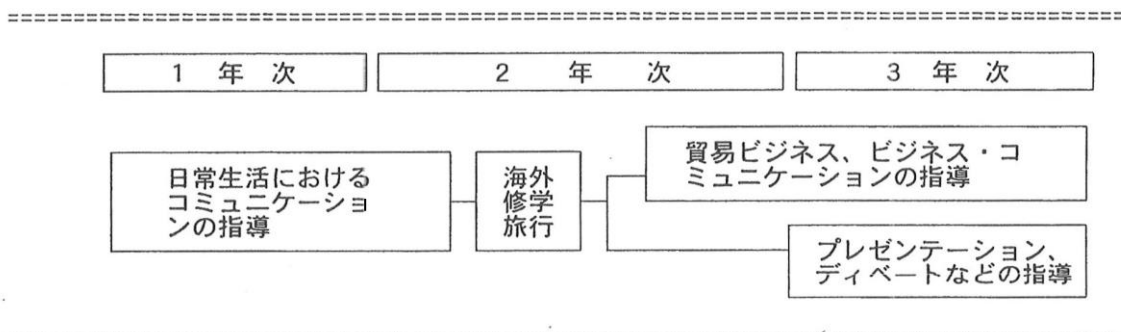 ========================================================================
1 年 次
2 年 次
3 年 次
日常生活における
コミュニケーショ
ンの指導
海外
修学
旅行
貿易ビジネス、ビジネス・コ
ミュニケーションの指導
プレゼンテーション、
ディベートなどの指導